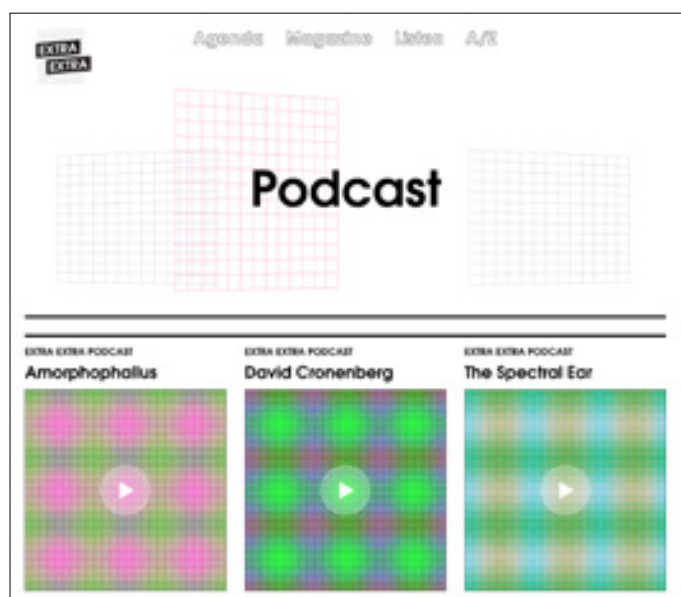 EXTRA
EXTRA
Agenda Magazine Listen A/Z
Podcast
EXTRA EXTRA PODCAST
Amorphophallus
EXTRA EXTRA PODCAST
David Cronenberg
EXTRA EXTRA PODCAST
The Spectral Ear